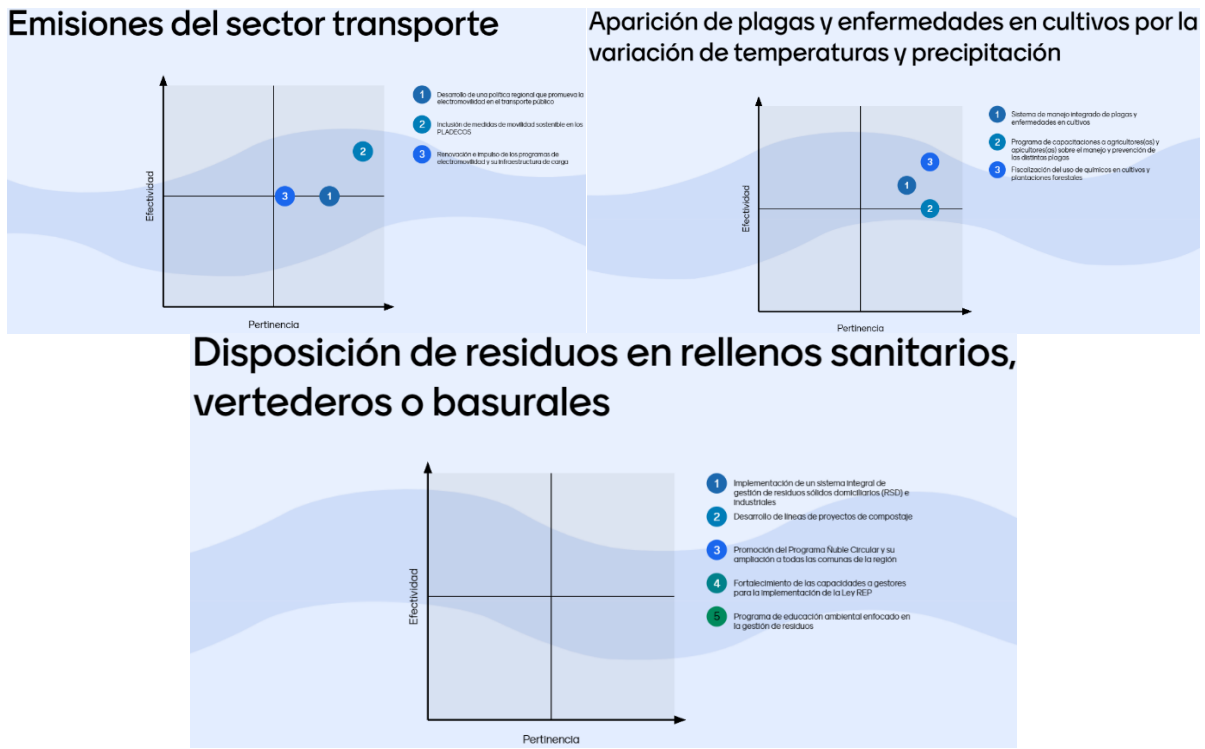 Emisiones del sector transporte
1 Desarrollo de una política regional que promueva la
electromovilidad en el transporte público
2 Inclusión de medidas de movilidad sostenible en los
PLADECOS
3 Renovación e impulso de los programas de
electromovilidad y su infraestructura de carga
2
3
1
Efectividad
Pertinencia
Aparición de plagas y enfermedades en cultivos por la
variación de temperaturas y precipitación
1 Sistema de manejo integrado de plagas y
enfermedades en cultivos
2 Programa de capacitaciones a agricultores(as) y
apicultores(as) sobre el manejo y prevención de
las distintas plagas
3 Fiscalización del uso de químicos en cultivos y
plantaciones forestales
3
1
2
Efectividad
Pertinencia
Disposición de residuos en rellenos sanitarios,
vertederos o basurales
1 Implementación de un sistema integral de
gestión de residuos sólidos domiciliarios (RSD) e
industriales
2 Desarrollo de líneas de proyectos de compostaje
3 Promoción del Programa Ñuble Circular y su
ampliación a todas las comunas de la región
4 Fortalecimiento de las capacidades a gestores
para la implementación de la Ley REP
5 Programa de educación ambiental enfocado en
la gestión de residuos
Efectividad
Pertinencia